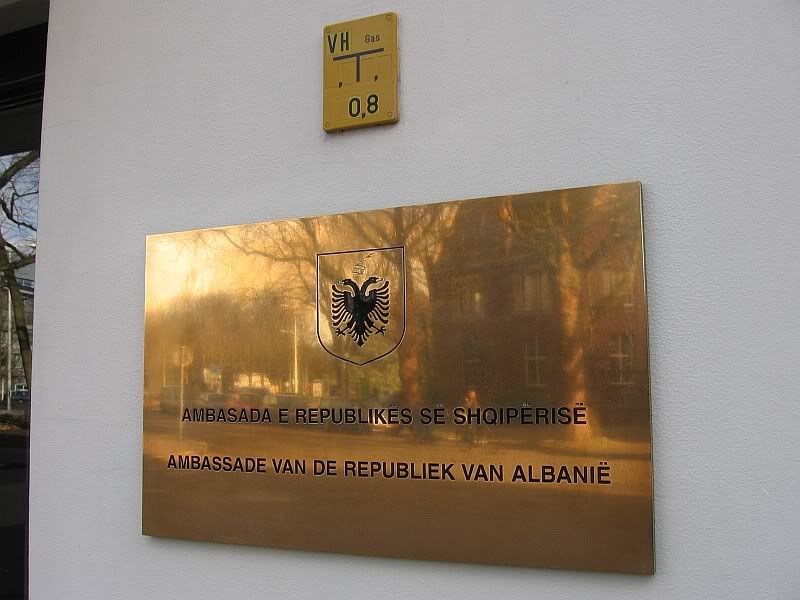 VH Gas
0,8
AMBASADA E REPUBLIKËS SË SHQIPËRISË
AMBASSADE VAN DE REPUBLIEK VAN ALBANIË